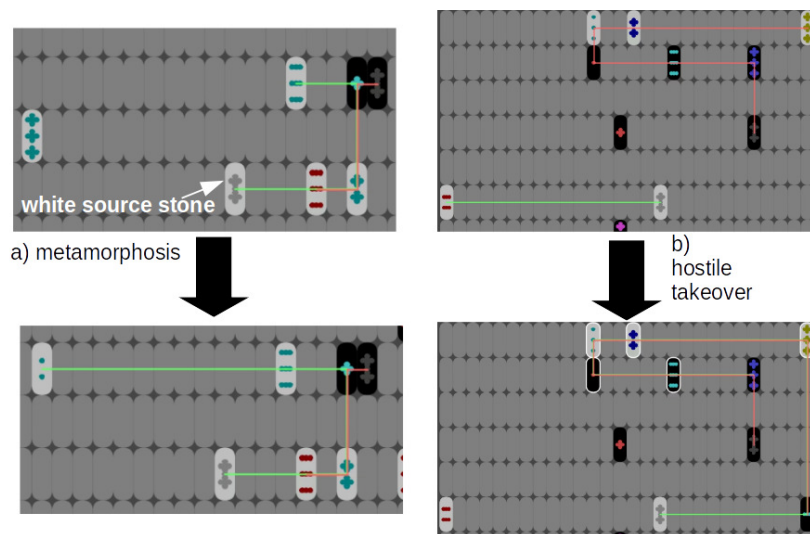 white source stone
a) metamorphosis
b)
hostile
takeover